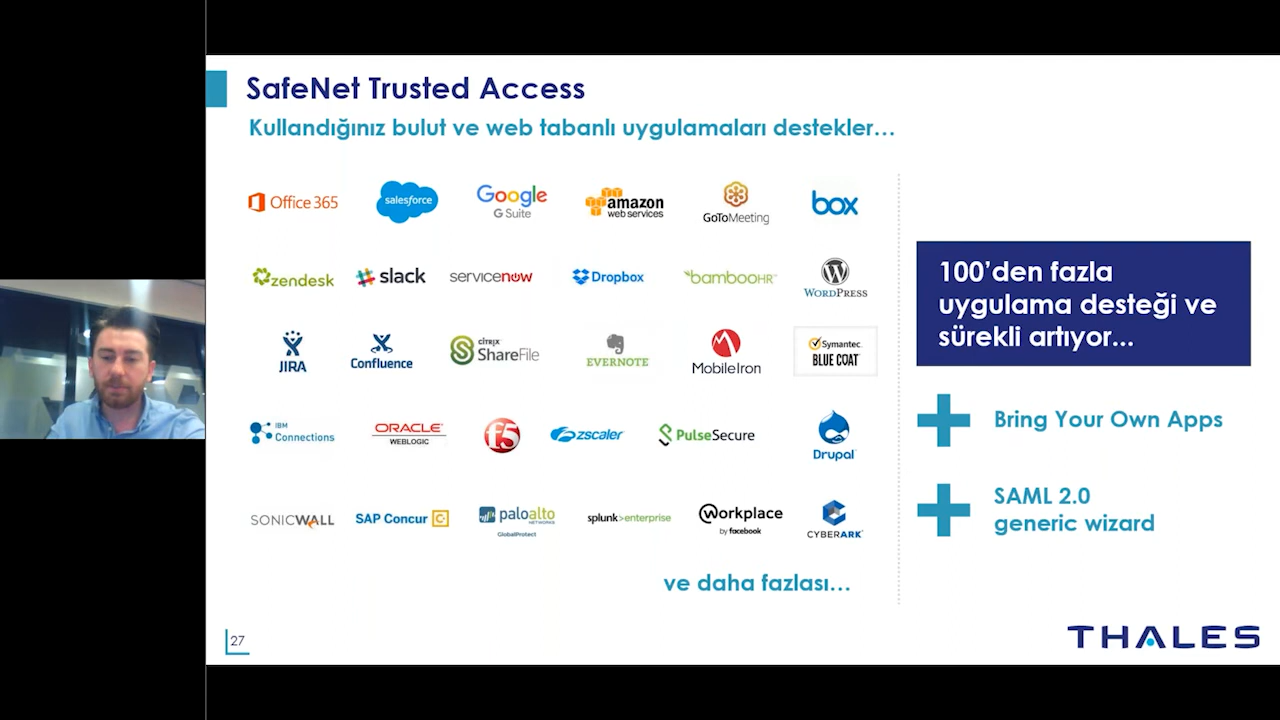 SafeNet Trusted Access
Kullandığınız bulut ve web tabanlı uygulamaları destekler...
Office 365
salesforce
Google
G Suite
amazon
web services
GoToMeeting
box
zendesk
slack
servicenow
Dropbox
bambooHR
WORDPRESS
JIRA
Confluence
CITRIX
ShareFile
EVERNOTE
MobileIron
Symantec
BLUE COAT
IBM
Connections
ORACLE
WEBLOGIC
f5
zscaler
PulseSecure
Drupal
SONICWALL
SAP Concur
paloalto
NETWORKS
GlobalProtect
splunk>enterprise
Workplace
by facebook
CYBERARK
ve daha fazlası...
100’den fazla
uygulama desteği ve
sürekli artıyor...
Bring Your Own Apps
SAML 2.0
generic wizard
27
THALES